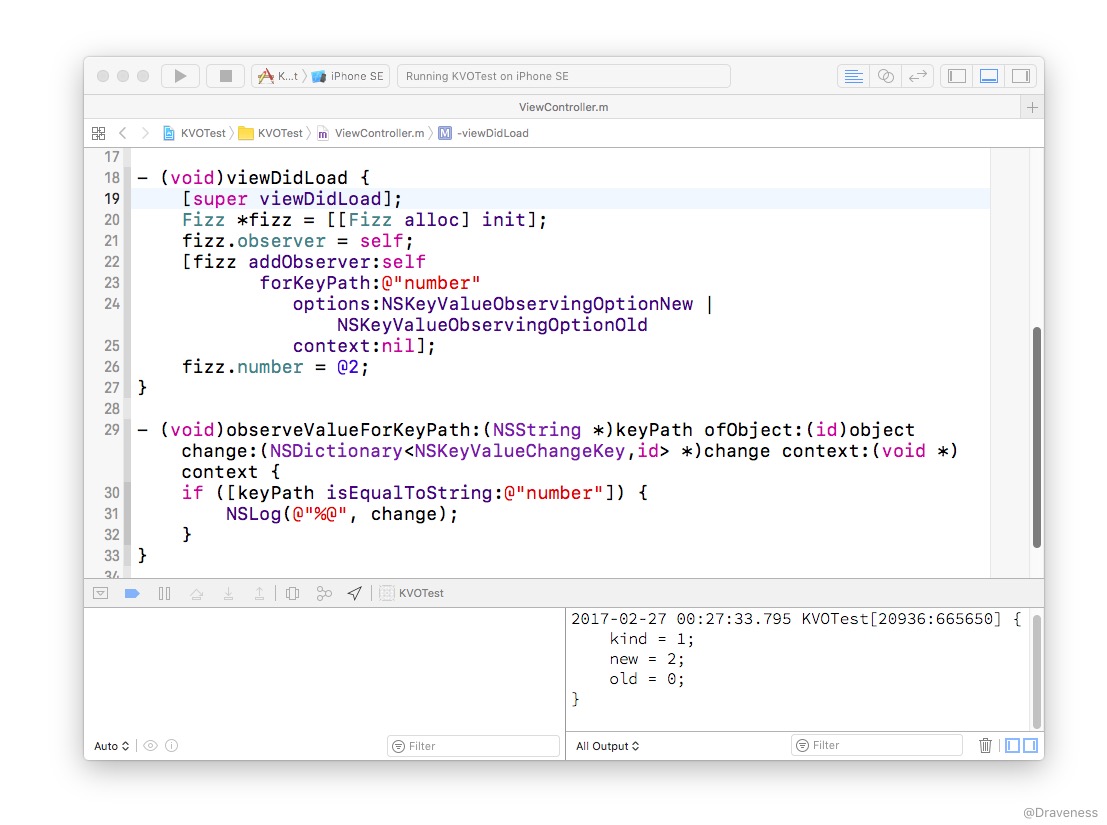 K...t iPhone SE Running KVOTest on iPhone SE
ViewController.m
KVOTest KVOTest m ViewController.m M -viewDidLoad
17
18 - (void)viewDidLoad {
19 [super viewDidLoad];
20 Fizz *fizz = [[Fizz alloc] init];
21 fizz.observer = self;
22 [fizz addObserver:self
23 forKeyPath:@"number"
24 options:NSKeyValueObservingOptionNew |
NSKeyValueObservingOptionOld
25 context:nil];
26 fizz.number = @2;
27 }
28
29 - (void)observeValueForKeyPath:(NSString *)keyPath ofObject:(id)object
change:(NSDictionary<NSKeyValueChangeKey,id> *)change context:(void *)
context {
30 if ([keyPath isEqualToString:@"number"]) {
31 NSLog(@"%@", change);
32 }
33 }
34
KVOTest
2017-02-27 00:27:33.795 KVOTest[20936:665650] {
kind = 1;
new = 2;
old = 0;
}
Auto Filter All Output Filter
@Draveness